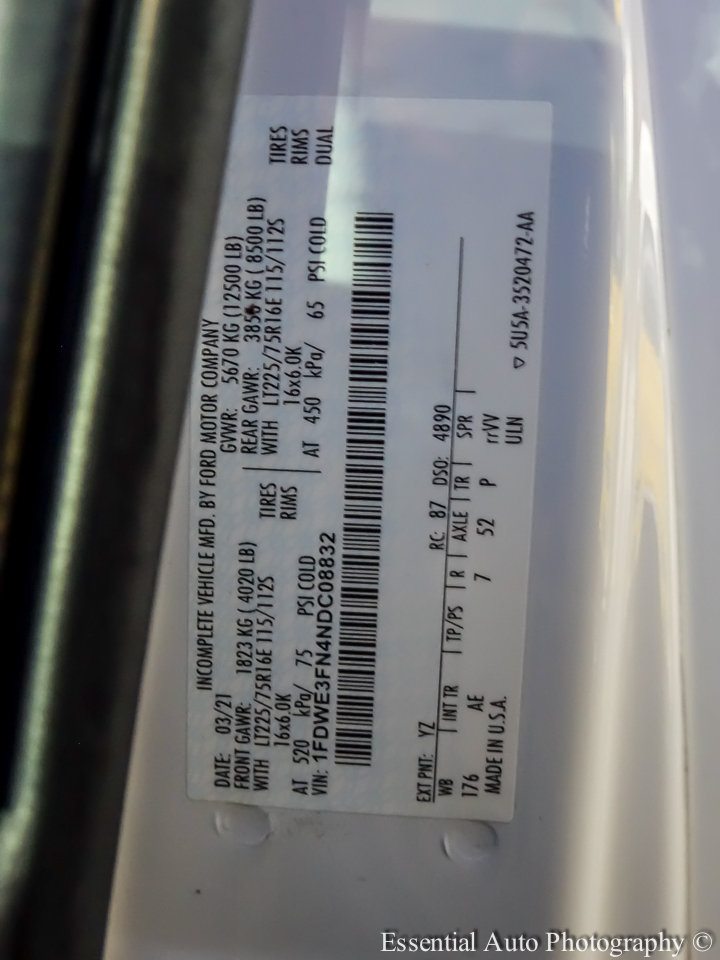 INCOMPLETE VEHICLE MFD. BY FORD MOTOR COMPANY
DATE: 03/21 GVWR: 5670 KG (12500 LB)
FRONT GAWR: 1823 KG ( 4020 LB) REAR GAWR: 3856 KG ( 8500 LB)
WITH LT225/75R16E 115/112S TIRES WITH LT225/75R16E 115/112S TIRES
16x6.0K RIMS 16x6.0K RIMS
AT 520 kPa/ 75 PSI COLD AT 450 kPa/ 65 PSI COLD DUAL
VIN: 1FDWE3FN4NDC08832
EXT PNT: YZ RC: 87 DSO: 4890
WB INT TR TP/PS R AXLE TR SPR
176 AE 7 52 P rrVV
MADE IN U.S.A. ULN
▽ 5U5A-3520472-AA
Essential Auto Photography ©